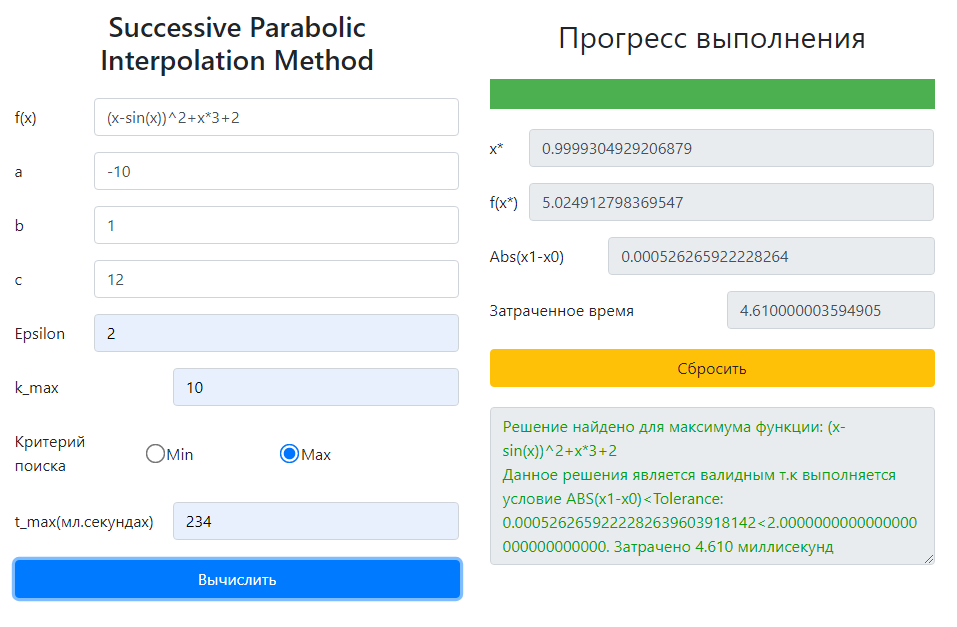 Successive Parabolic
Interpolation Method
f(x)
(x-sin(x))^2+x*3+2
a
-10
b
1
c
12
Epsilon
2
k_max
10
Критерий
поиска
Min
Max
t_max(мл.секундах)
234
Вычислить
Прогресс выполнения
x*
0.9999304929206879
f(x*)
5.024912798369547
Abs(x1-x0)
0.000526265922228264
Затраченное время
4.610000003594905
Сбросить
Решение найдено для максимума функции: (x-
sin(x))^2+x*3+2
Данное решения является валидным т.к выполняется
условие ABS(x1-x0)<Tolerance:
0.0005262659222282639603918142<2.0000000000000000
000000000000. Затрачено 4.610 миллисекунд